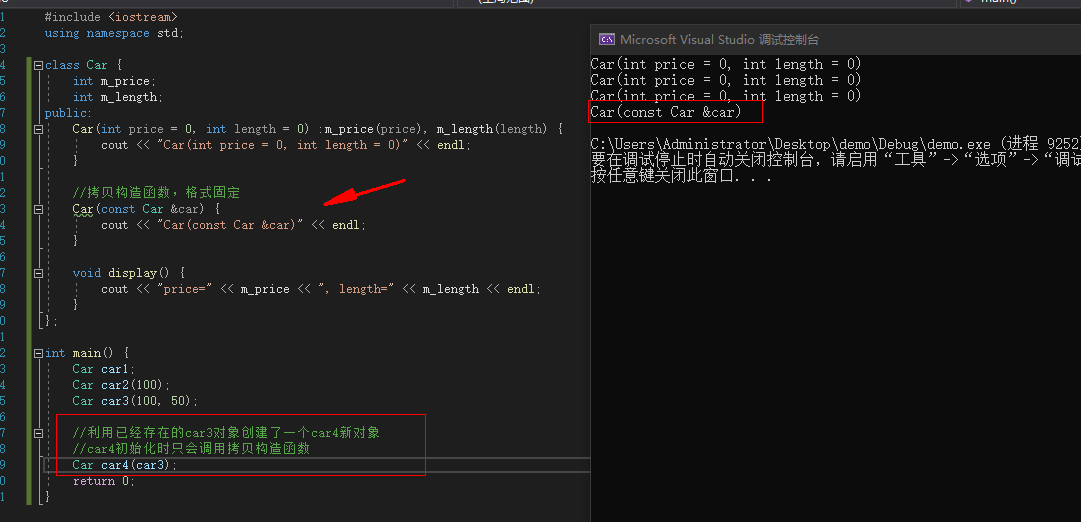 (全局范围)
main()
1 #include <iostream>
2 using namespace std;
3
4 class Car {
5 int m_price;
6 int m_length;
7 public:
8 Car(int price = 0, int length = 0) :m_price(price), m_length(length) {
9 cout << "Car(int price = 0, int length = 0)" << endl;
0 }
1
2 //拷贝构造函数，格式固定
3 Car(const Car &car) {
4 cout << "Car(const Car &car)" << endl;
5 }
6
7 void display() {
8 cout << "price=" << m_price << ", length=" << m_length << endl;
9 }
0 };
1
2 int main() {
3 Car car1;
4 Car car2(100);
5 Car car3(100, 50);
6
7 //利用已经存在的car3对象创建了一个car4新对象
8 //car4初始化时只会调用拷贝构造函数
9 Car car4(car3);
0 return 0;
1 }
Microsoft Visual Studio 调试控制台
Car(int price = 0, int length = 0)
Car(int price = 0, int length = 0)
Car(int price = 0, int length = 0)
Car(const Car &car)
C:\Users\Administrator\Desktop\demo\Debug\demo.exe (进程 9252
要在调试停止时自动关闭控制台，请启用“工具”->“选项”->“调试
按任意键关闭此窗口. . .